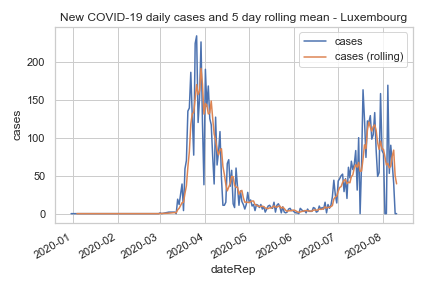 New COVID-19 daily cases and 5 day rolling mean - Luxembourg
cases
cases (rolling)
cases
200
150
100
50
0
2020-01
2020-02
2020-03
2020-04
2020-05
2020-06
2020-07
2020-08
dateRep